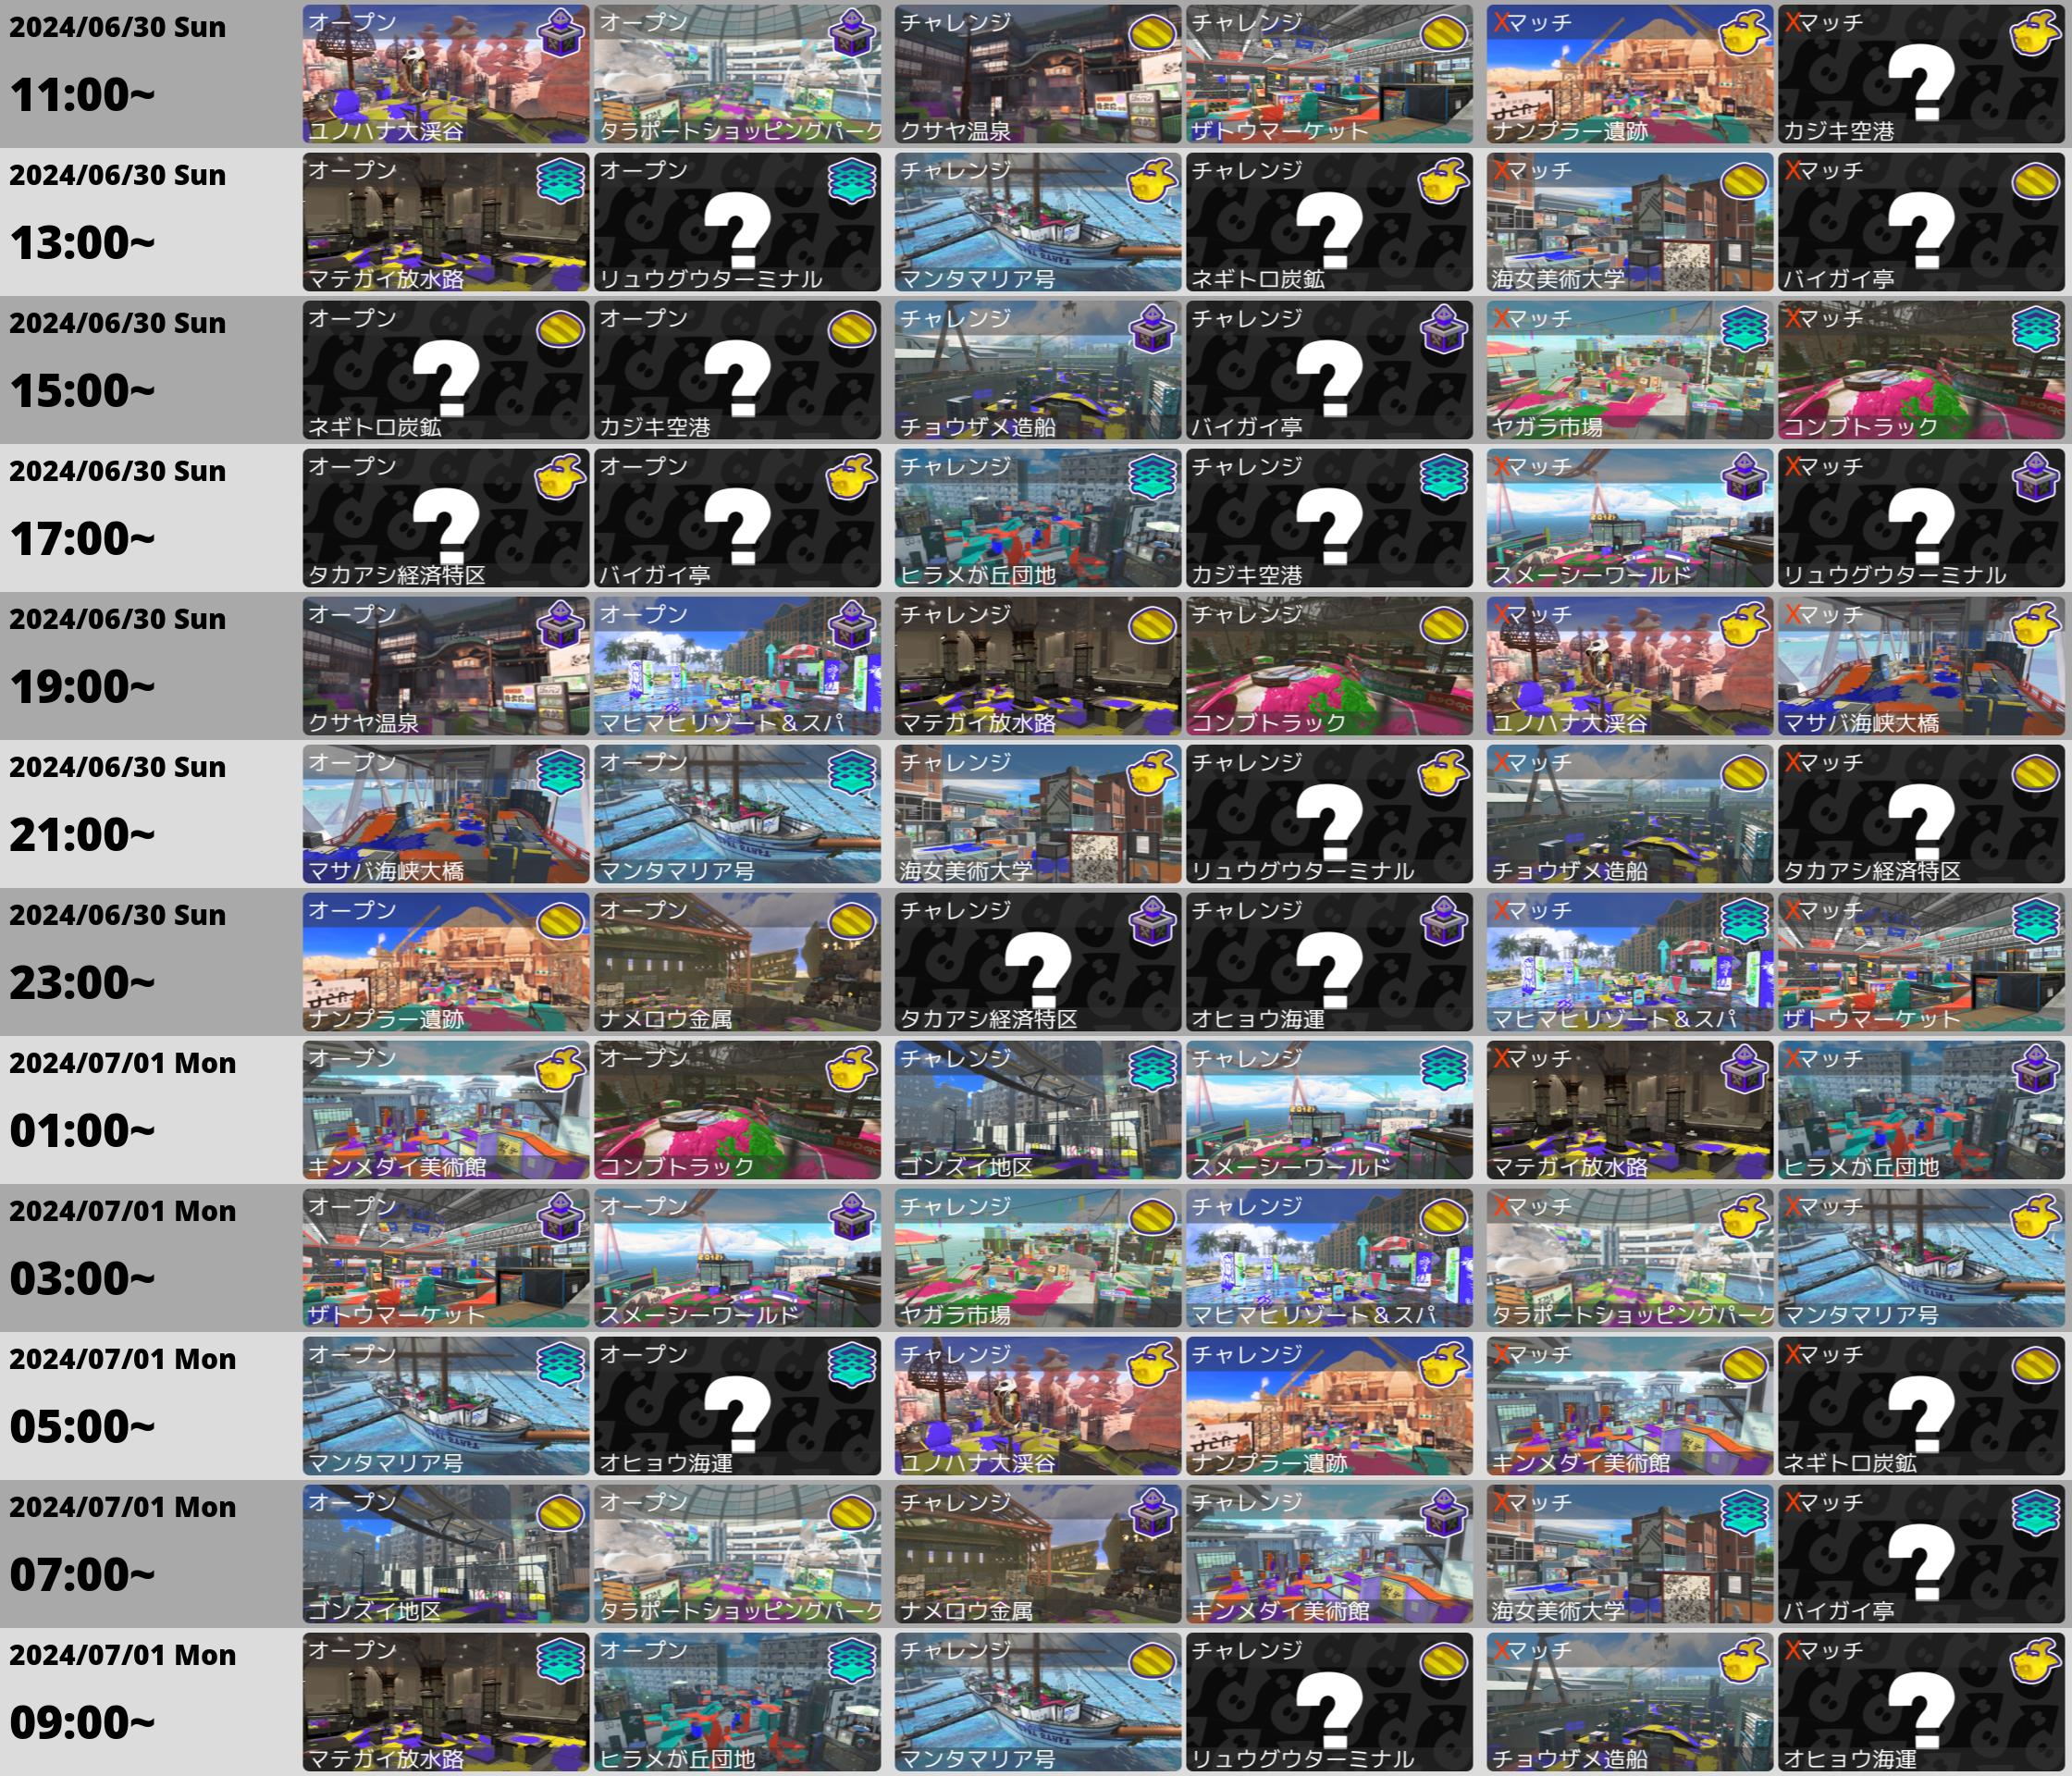 2024/06/30 Sun
11:00~
オープン
ユノハナ大渓谷
オープン
タラポートショッピングパーク
チャレンジ
クサヤ温泉
チャレンジ
ザトウマーケット
Xマッチ
ナンプラー遺跡
Xマッチ
カジキ空港
2024/06/30 Sun
13:00~
オープン
マテガイ放水路
オープン
リュウグウターミナル
チャレンジ
マンタマリア号
チャレンジ
ネギトロ炭鉱
Xマッチ
海女美術大学
Xマッチ
バイガイ亭
2024/06/30 Sun
15:00~
オープン
ネギトロ炭鉱
オープン
カジキ空港
チャレンジ
チョウザメ造船
チャレンジ
バイガイ亭
Xマッチ
ヤガラ市場
Xマッチ
コンブトラック
2024/06/30 Sun
17:00~
オープン
タカアシ経済特区
オープン
バイガイ亭
チャレンジ
ヒラメが丘団地
チャレンジ
カジキ空港
Xマッチ
スメーシーワールド
Xマッチ
リュウグウターミナル
2024/06/30 Sun
19:00~
オープン
クサヤ温泉
オープン
マヒマヒリゾート＆スパ
チャレンジ
マテガイ放水路
チャレンジ
コンブトラック
Xマッチ
ユノハナ大渓谷
Xマッチ
マサバ海峡大橋
2024/06/30 Sun
21:00~
オープン
マサバ海峡大橋
オープン
マンタマリア号
チャレンジ
海女美術大学
チャレンジ
リュウグウターミナル
Xマッチ
チョウザメ造船
Xマッチ
タカアシ経済特区
2024/06/30 Sun
23:00~
オープン
ナンプラー遺跡
オープン
ナメロウ金属
チャレンジ
タカアシ経済特区
チャレンジ
オヒョウ海運
Xマッチ
マヒマヒリゾート＆スパ
Xマッチ
ザトウマーケット
2024/07/01 Mon
01:00~
オープン
キンメダイ美術館
オープン
コンブトラック
チャレンジ
ゴンズイ地区
チャレンジ
スメーシーワールド
Xマッチ
マテガイ放水路
Xマッチ
ヒラメが丘団地
2024/07/01 Mon
03:00~
オープン
ザトウマーケット
オープン
スメーシーワールド
チャレンジ
ヤガラ市場
チャレンジ
マヒマヒリゾート＆スパ
Xマッチ
タラポートショッピングパーク
Xマッチ
マンタマリア号
2024/07/01 Mon
05:00~
オープン
マンタマリア号
オープン
オヒョウ海運
チャレンジ
ユノハナ大渓谷
チャレンジ
ナンプラー遺跡
Xマッチ
キンメダイ美術館
Xマッチ
ネギトロ炭鉱
2024/07/01 Mon
07:00~
オープン
ゴンズイ地区
オープン
タラポートショッピングパーク
チャレンジ
ナメロウ金属
チャレンジ
キンメダイ美術館
Xマッチ
海女美術大学
Xマッチ
バイガイ亭
2024/07/01 Mon
09:00~
オープン
マテガイ放水路
オープン
ヒラメが丘団地
チャレンジ
マンタマリア号
チャレンジ
リュウグウターミナル
Xマッチ
チョウザメ造船
Xマッチ
オヒョウ海運